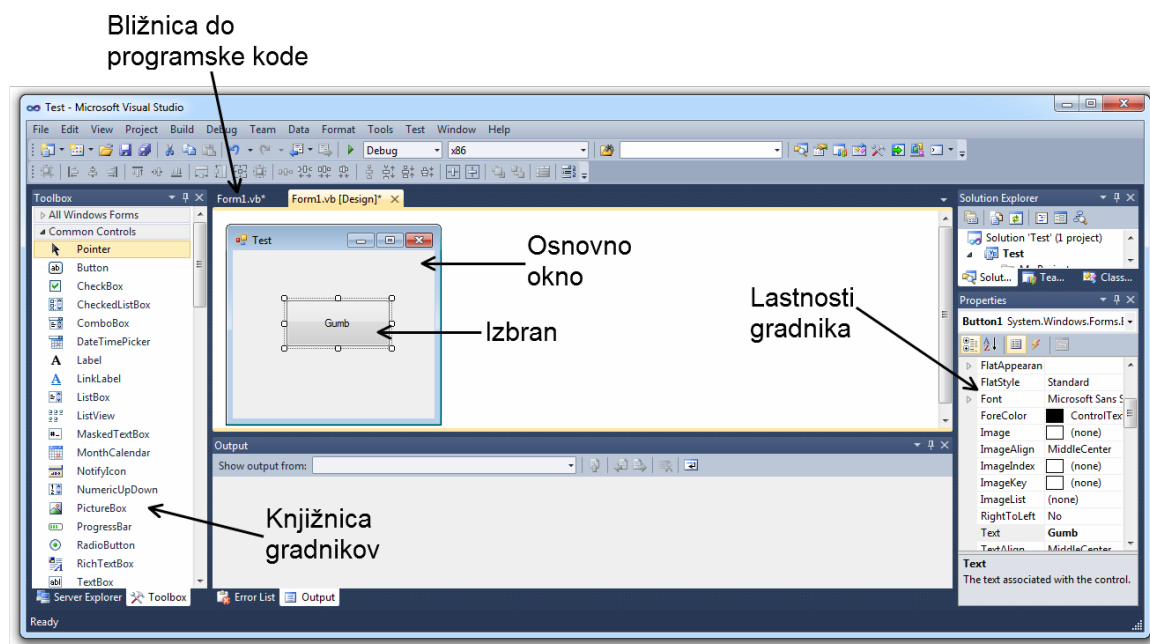 Bližnica do
programske kode
Test - Microsoft Visual Studio
File Edit View Project Build Debug Team Data Format Tools Test Window Help
Debug x86
Toolbox
All Windows Forms
Common Controls
Pointer
Button
CheckBox
CheckedListBox
ComboBox
DateTimePicker
Label
LinkLabel
ListBox
ListView
MaskedTextBox
MonthCalendar
NotifyIcon
NumericUpDown
PictureBox
ProgressBar
RadioButton
RichTextBox
TextBox
Server Explorer Toolbox
Form1.vb* Form1.vb [Design]*
Test
Gumb
Osnovno
okno
Izbran
Lastnosti
gradnika
Knjižnica
gradnikov
Output
Show output from:
Error List Output
Solution Explorer
Solution 'Test' (1 project)
Test
Solut... Tea... Class...
Properties
Button1 System.Windows.Forms.
FlatAppearan
FlatStyle Standard
Font Microsoft Sans S
ForeColor ControlTex
Image (none)
ImageAlign MiddleCenter
ImageIndex (none)
ImageKey (none)
ImageList (none)
RightToLeft No
Text Gumb
TextAlign MiddleCenter
Text
The text associated with the control.
Ready